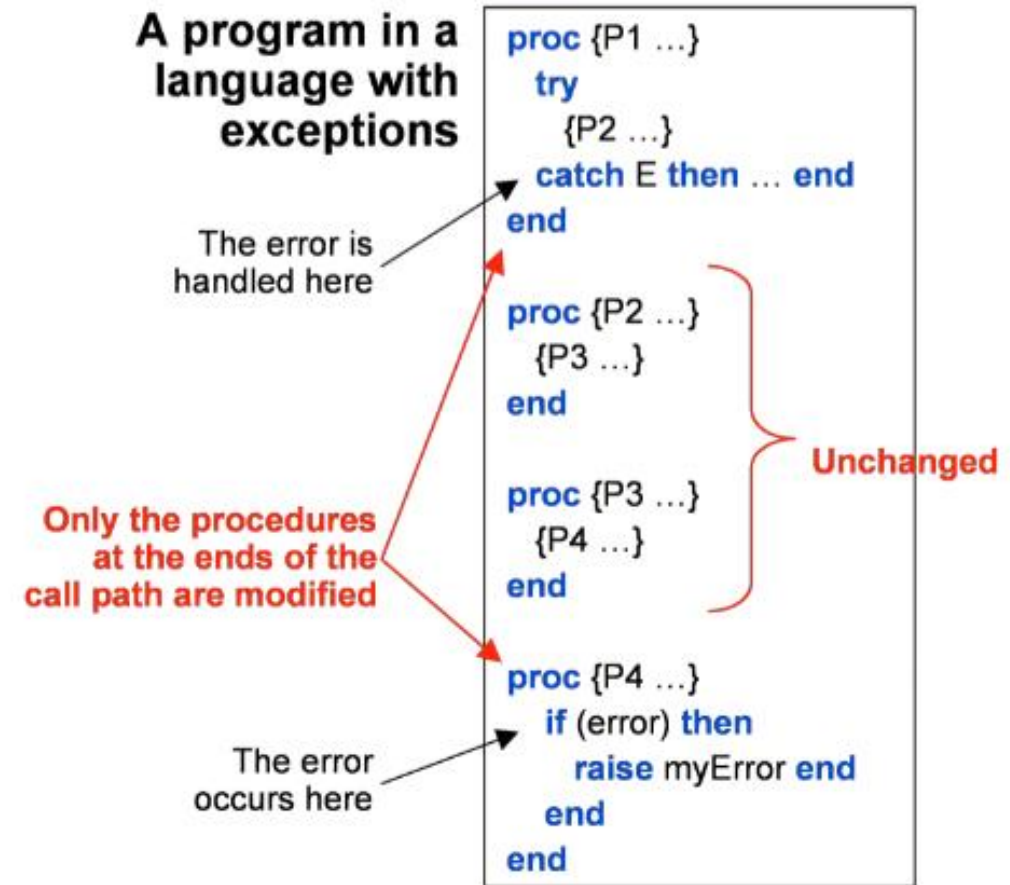 A program in a
language with
exceptions
proc {P1 …}
try
{P2 …}
catch E then … end
end
The error is
handled here
proc {P2 …}
{P3 …}
end
proc {P3 …}
{P4 …}
end
Unchanged
Only the procedures
at the ends of the
call path are modified
proc {P4 …}
if (error) then
raise myError end
end
end
The error
occurs here